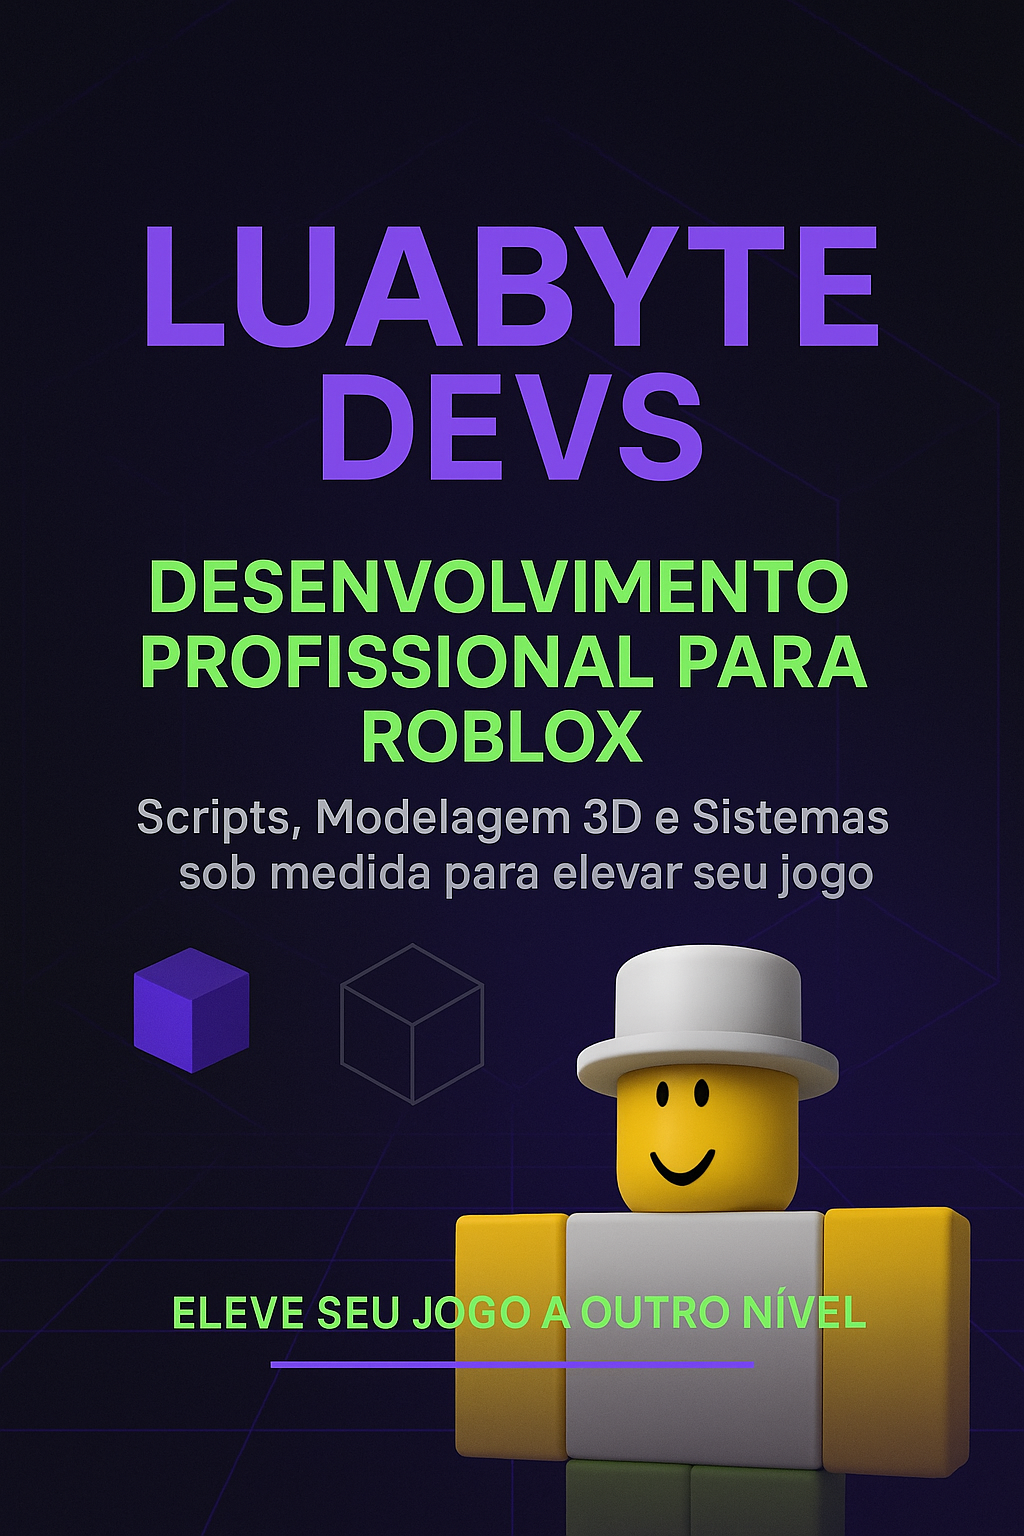 LUABYTE
DEVS
DESENVOLVIMENTO
PROFISSIONAL PARA
ROBLOX
Scripts, Modelagem 3D e Sistemas
sob medida para elevar seu jogo
ELEVE SEU JOGO A OUTRO NÍVEL